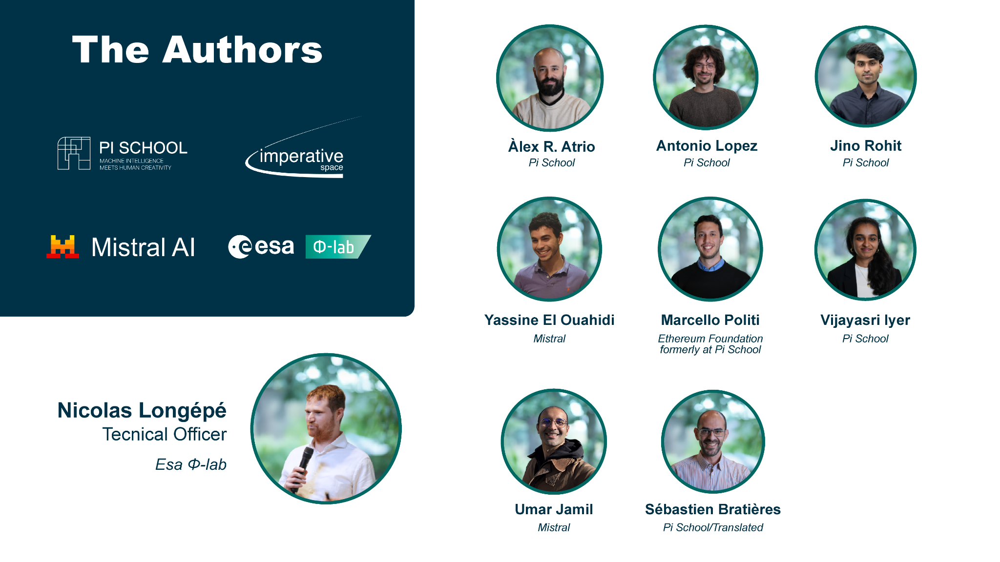 The Authors
PI SCHOOL
MACHINE INTELLIGENCE
MEETS HUMAN CREATIVITY
imperative
space
Mistral AI
esa
Φ-lab
Nicolas Longépé
Tecnical Officer
Esa Φ-lab
Àlex R. Atrio
Pi School
Antonio Lopez
Pi School
Jino Rohit
Pi School
Yassine El Ouahidi
Mistral
Marcello Politi
Ethereum Foundation
formerly at Pi School
Vijayasri Iyer
Pi School
Umar Jamil
Mistral
Sébastien Bratières
Pi School/Translated